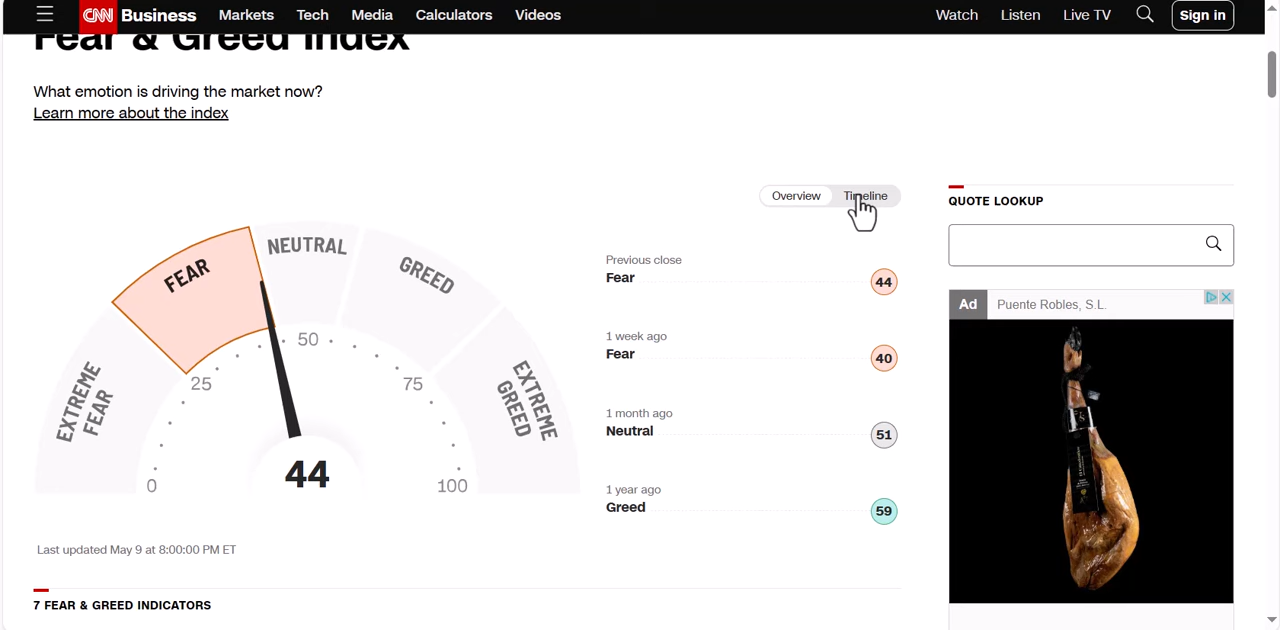 CNN Business Markets Tech Media Calculators Videos Watch Listen Live TV Sign in
Fear & Greed Index
What emotion is driving the market now?
Learn more about the index
Overview Timeline
EXTREME FEAR
FEAR
NEUTRAL
GREED
EXTREME GREED
0
25
50
75
100
44
Previous close
Fear 44
1 week ago
Fear 40
1 month ago
Neutral 51
1 year ago
Greed 59
Last updated May 9 at 8:00:00 PM ET
7 FEAR & GREED INDICATORS
QUOTE LOOKUP
Ad Puente Robles, S.L.